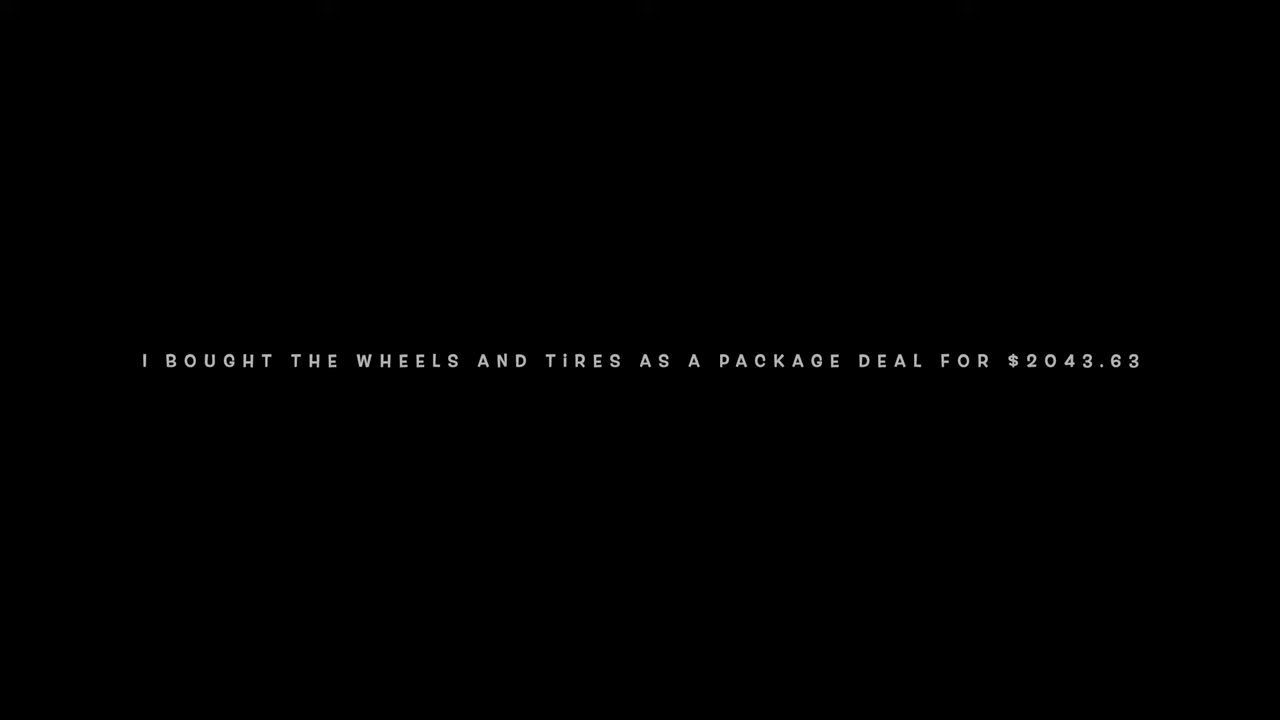 I BOUGHT THE WHEELS AND TiRES AS A PACKAGE DEAL FOR $2043.63